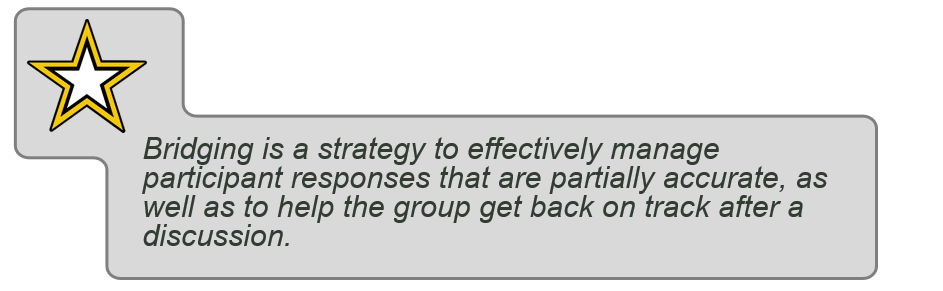 Bridging is a strategy to effectively manage
participant responses that are partially accurate, as
well as to help the group get back on track after a
discussion.